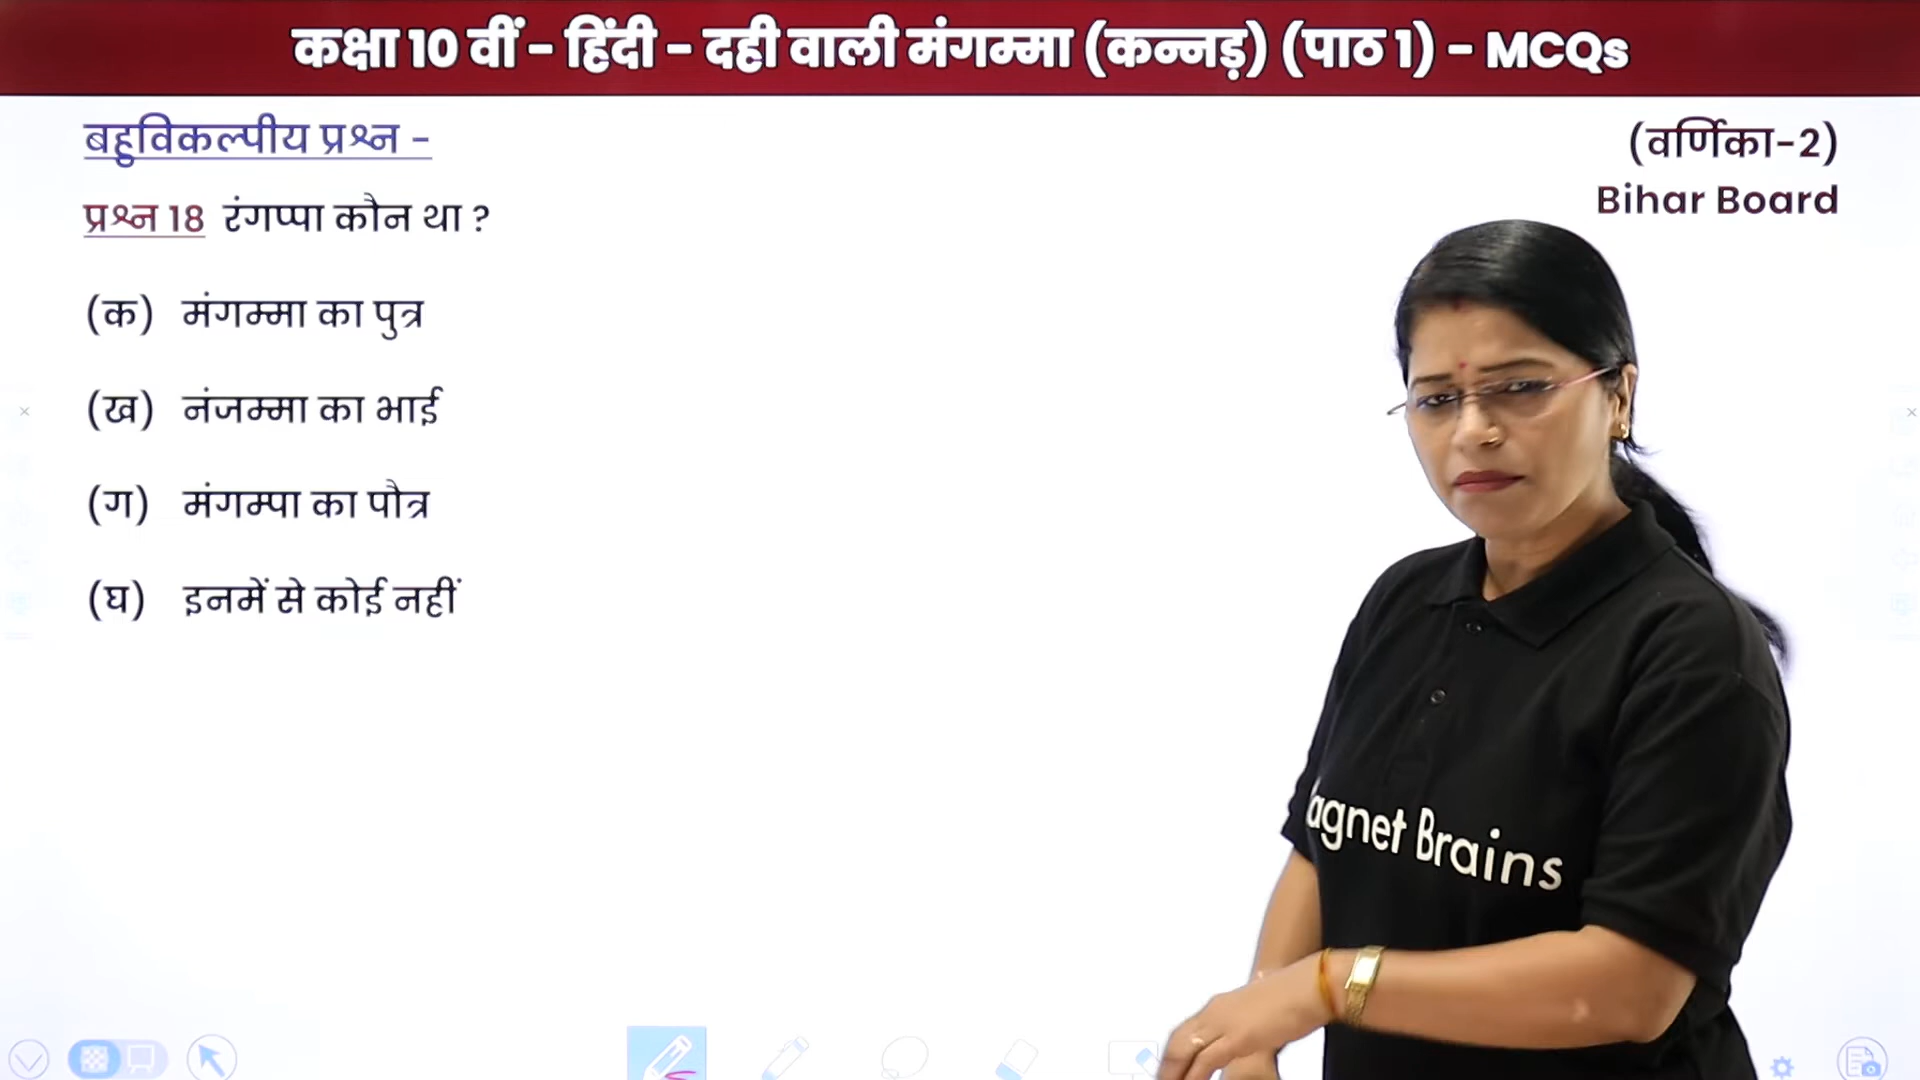 कक्षा 10 वीं - हिंदी - दही वाली मंगम्मा (कन्नड़) (पाठ 1) - MCQs
बहुविकल्पीय प्रश्न -
(वर्णिका-2)
Bihar Board
प्रश्न 18 रंगप्पा कौन था ?
(क) मंगम्मा का पुत्र
(ख) नंजम्मा का भाई
(ग) मंगम्पा का पौत्र
(घ) इनमें से कोई नहीं
agnet Brains